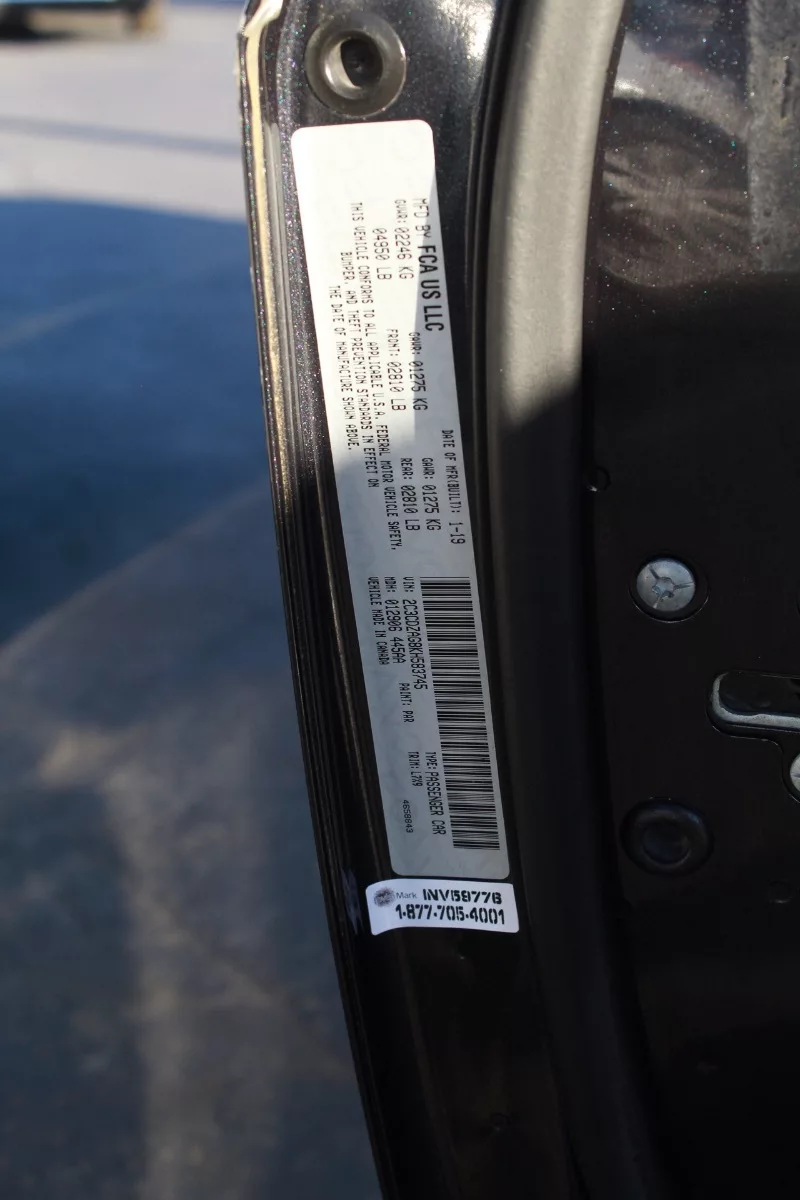 MFD BY FCA US LLC
DATE OF MFR(BUILT): 1-19
GVWR: 02246 KG
GAWR: 01275 KG
GAWR: 01275 KG
04950 LB
FRONT: 02810 LB
REAR: 02810 LB
THIS VEHICLE CONFORMS TO ALL APPLICABLE U.S.A. FEDERAL MOTOR VEHICLE SAFETY,
BUMPER, AND THEFT PREVENTION STANDARDS IN EFFECT ON
THE DATE OF MANUFACTURE SHOWN ABOVE.
VIN: 2C3CDZAG8KH583745
TYPE: PASSENGER CAR
MDH: 012906 445AA
PAINT: PAR
TRIM: L7X9
VEHICLE MADE IN CANADA
4658843
Mark INV59776
1-877-705-4001